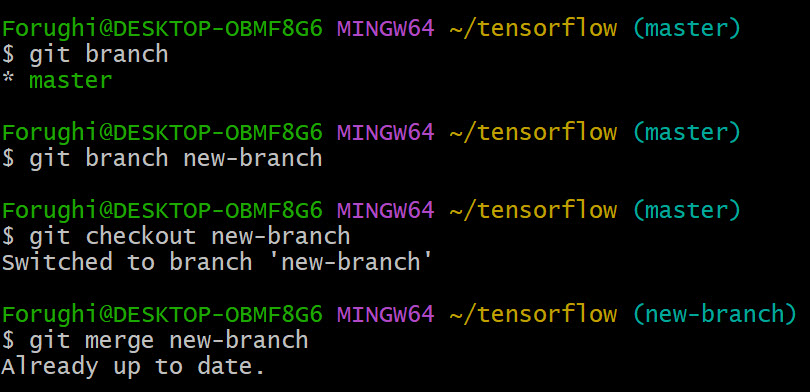 Forughi@DESKTOP-OBMF8G6 MINGW64 ~/tensorflow (master)
$ git branch
* master
Forughi@DESKTOP-OBMF8G6 MINGW64 ~/tensorflow (master)
$ git branch new-branch
Forughi@DESKTOP-OBMF8G6 MINGW64 ~/tensorflow (master)
$ git checkout new-branch
Switched to branch 'new-branch'
Forughi@DESKTOP-OBMF8G6 MINGW64 ~/tensorflow (new-branch)
$ git merge new-branch
Already up to date.